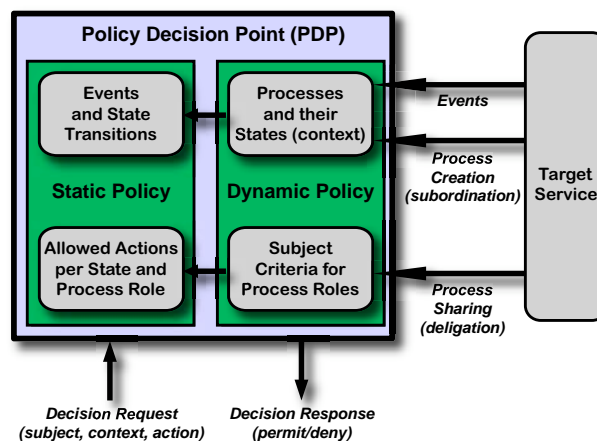 Policy Decision Point (PDP)
Events
and State
Transitions
Processes
and their
States (context)
Events
Process
Creation
(subordination)
Target
Service
Static Policy
Dynamic Policy
Allowed Actions
per State and
Process Role
Subject
Criteria for
Process Roles
Process
Sharing
(deligation)
Decision Request
(subject, context, action)
Decision Response
(permit/deny)